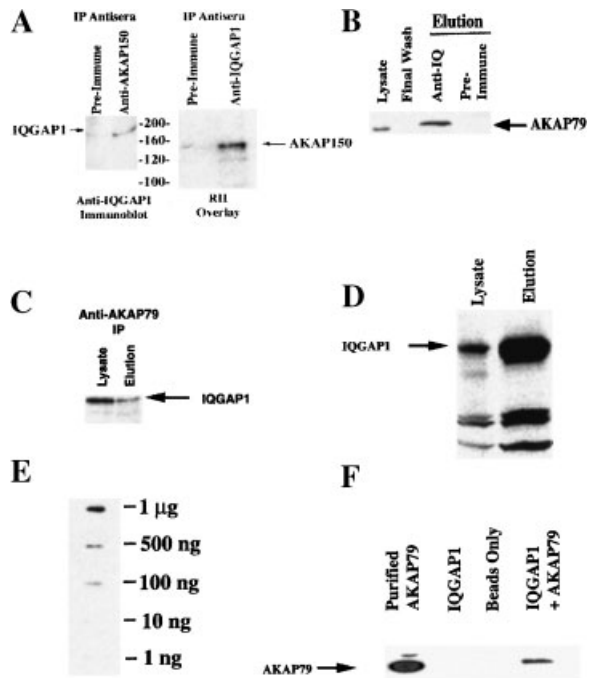 A
IP Antisera
IP Antisera
Pre-Immune
Anti-AKAP150
Pre-Immune
Anti-IQGAP1
IQGAP1
-200-
-160-
-120-
-100-
AKAP150
Anti-IQGAP1
Immunoblot
RII
Overlay
B
Elution
Lysate
Final Wash
Anti-IQ
Pre-
Immune
AKAP79
C
Anti-AKAP79
IP
Lysate
Elution
IQGAP1
D
Lysate
Elution
IQGAP1
E
1 µg
500 ng
100 ng
10 ng
1 ng
F
Purified
AKAP79
IQGAP1
Beads Only
IQGAP1
+ AKAP79
AKAP79